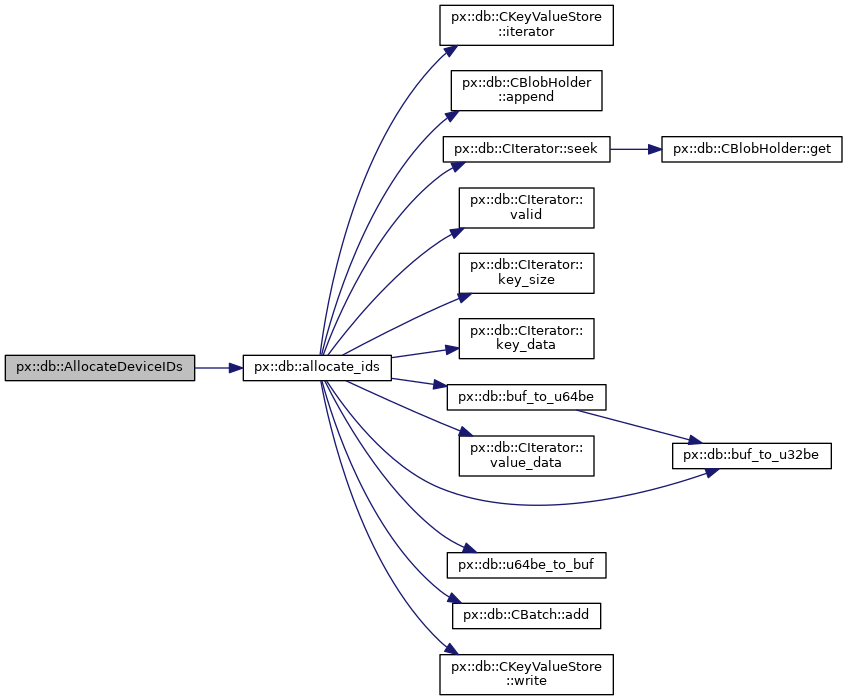 px::db::CKeyValueStore
::iterator
px::db::CBlobHolder
::append
px::db::CIterator::seek
px::db::CBlobHolder::get
px::db::CIterator::
valid
px::db::CIterator::
key_size
px::db::CIterator::
key_data
px::db::AllocateDeviceIDs
px::db::allocate_ids
px::db::buf_to_u64be
px::db::CIterator::
value_data
px::db::buf_to_u32be
px::db::u64be_to_buf
px::db::CBatch::add
px::db::CKeyValueStore
::write